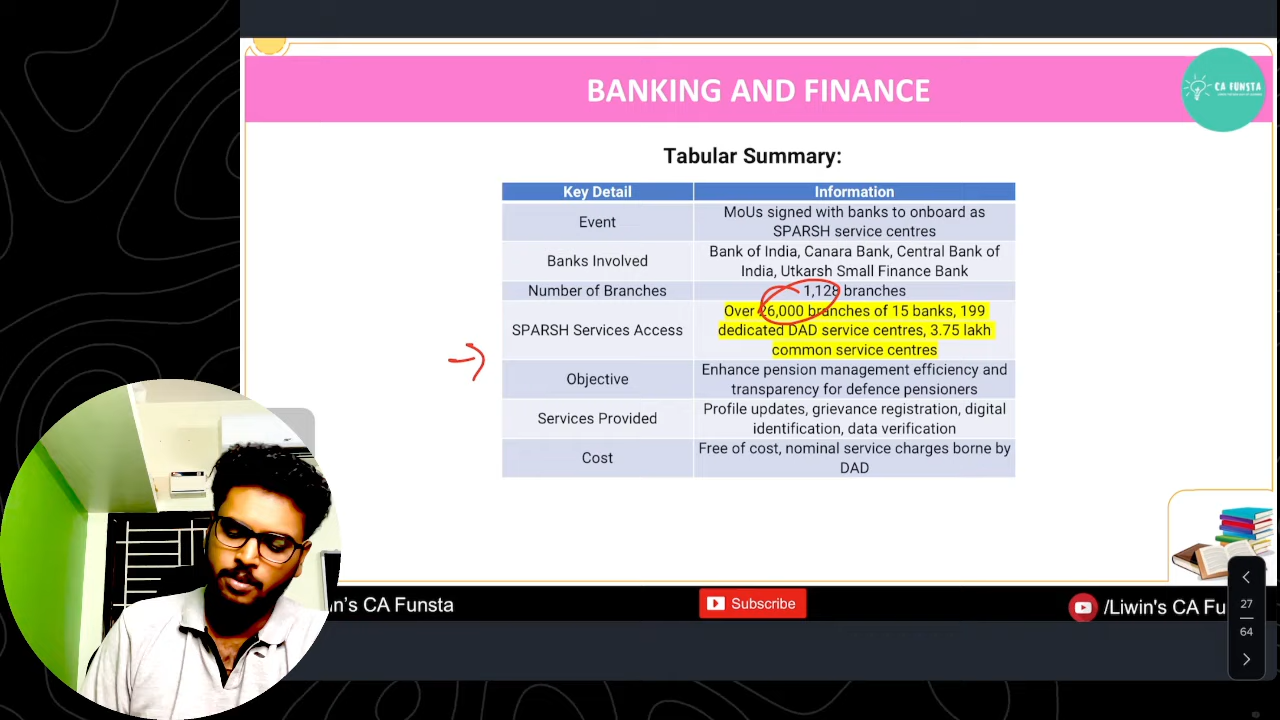 BANKING AND FINANCE
CA FUNSTA
Tabular Summary:
Key Detail Information
Event MoUs signed with banks to onboard as
SPARSH service centres
Banks Involved Bank of India, Canara Bank, Central Bank of
India, Utkarsh Small Finance Bank
Number of Branches 1,128 branches
SPARSH Services Access Over 26,000 branches of 15 banks, 199
dedicated DAD service centres, 3.75 lakh
common service centres
Objective Enhance pension management efficiency and
transparency for defence pensioners
Services Provided Profile updates, grievance registration, digital
identification, data verification
Cost Free of cost, nominal service charges borne by
DAD
n's CA Funsta
Subscribe
/Liwin's CA Fu
27
64